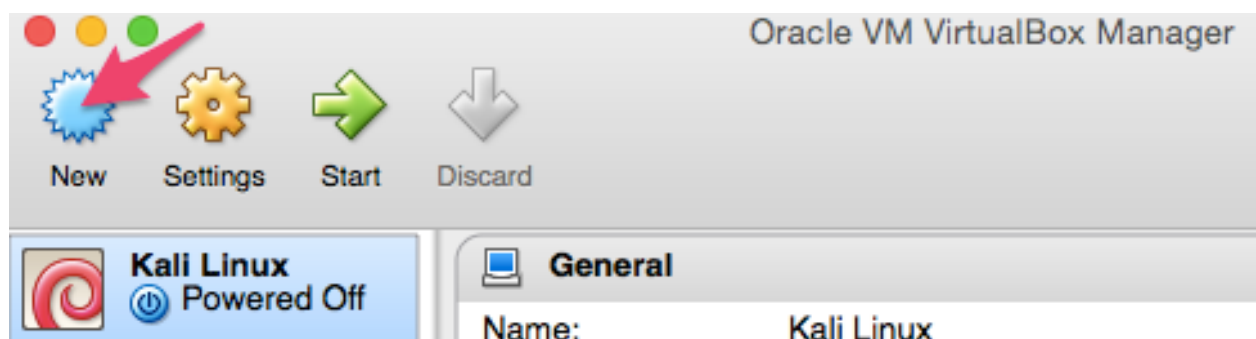 Oracle VM VirtualBox Manager
New Settings Start Discard
Kali Linux
Powered Off
General
Name: Kali Linux